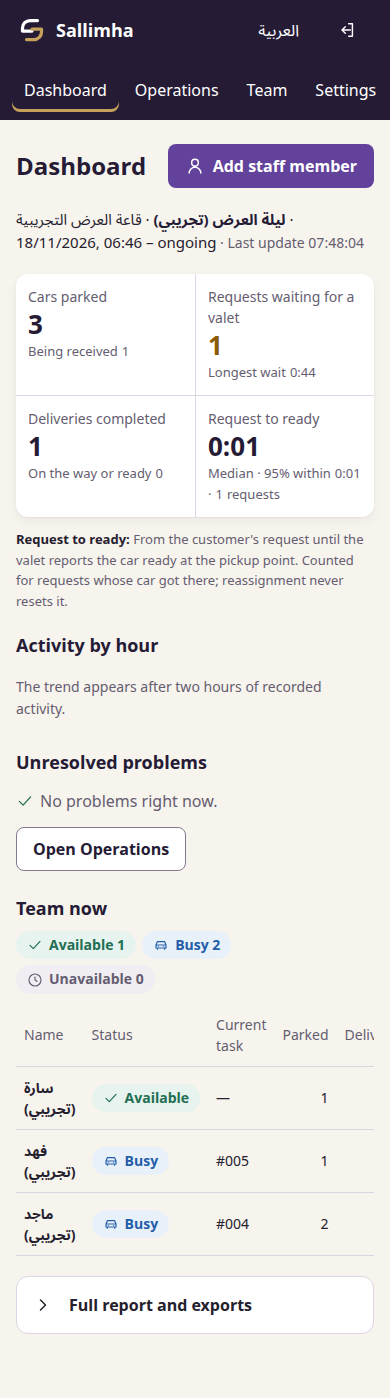 Sallimha
العربية
Dashboard
Operations
Team
Settings
Dashboard
Add staff member
قاعة العرض التجريبية · ليلة العرض (تجريبي) ·
18/11/2026, 06:46 – ongoing · Last update 07:48:04
Cars parked
3
Being received 1
Requests waiting for a
valet
1
Longest wait 0:44
Deliveries completed
1
On the way or ready 0
Request to ready
0:01
Median · 95% within 0:01
· 1 requests
Request to ready: From the customer's request until the
valet reports the car ready at the pickup point. Counted
for requests whose car got there; reassignment never
resets it.
Activity by hour
The trend appears after two hours of recorded
activity.
Unresolved problems
No problems right now.
Open Operations
Team now
Available 1
Busy 2
Unavailable 0
Name
Status
Current
task
Parked
Deliv
سارة
(تجريبي)
Available
—
1
فهد
(تجريبي)
Busy
#005
1
ماجد
(تجريبي)
Busy
#004
2
Full report and exports